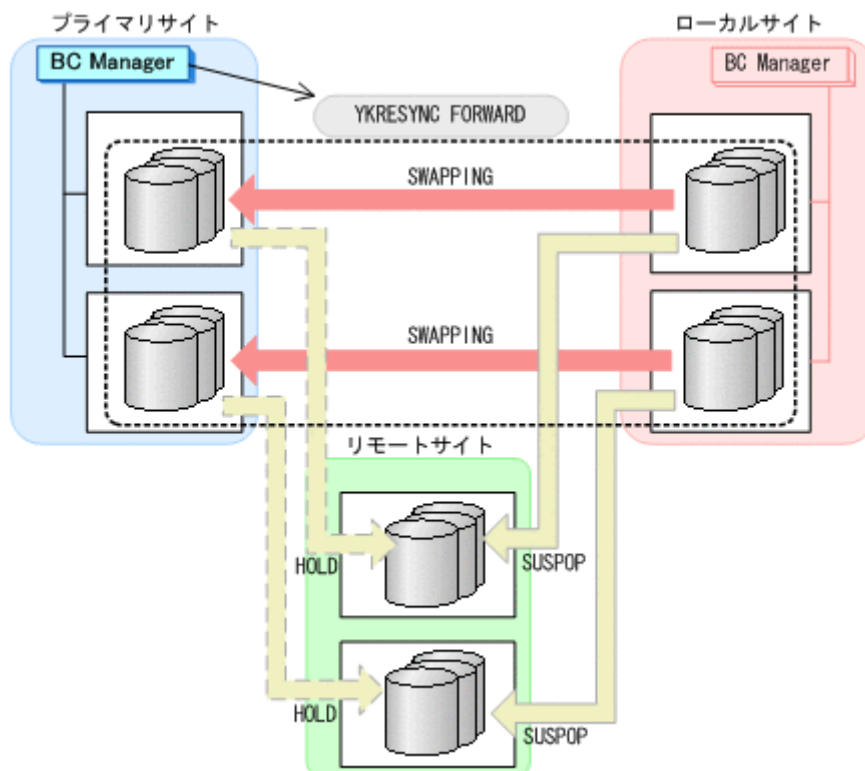 プライマリサイト
ローカルサイト
BC Manager
BC Manager
YKRESYNC FORWARD
SWAPPING
SWAPPING
リモートサイト
HOLD
SUSPOP
HOLD
SUSPOP